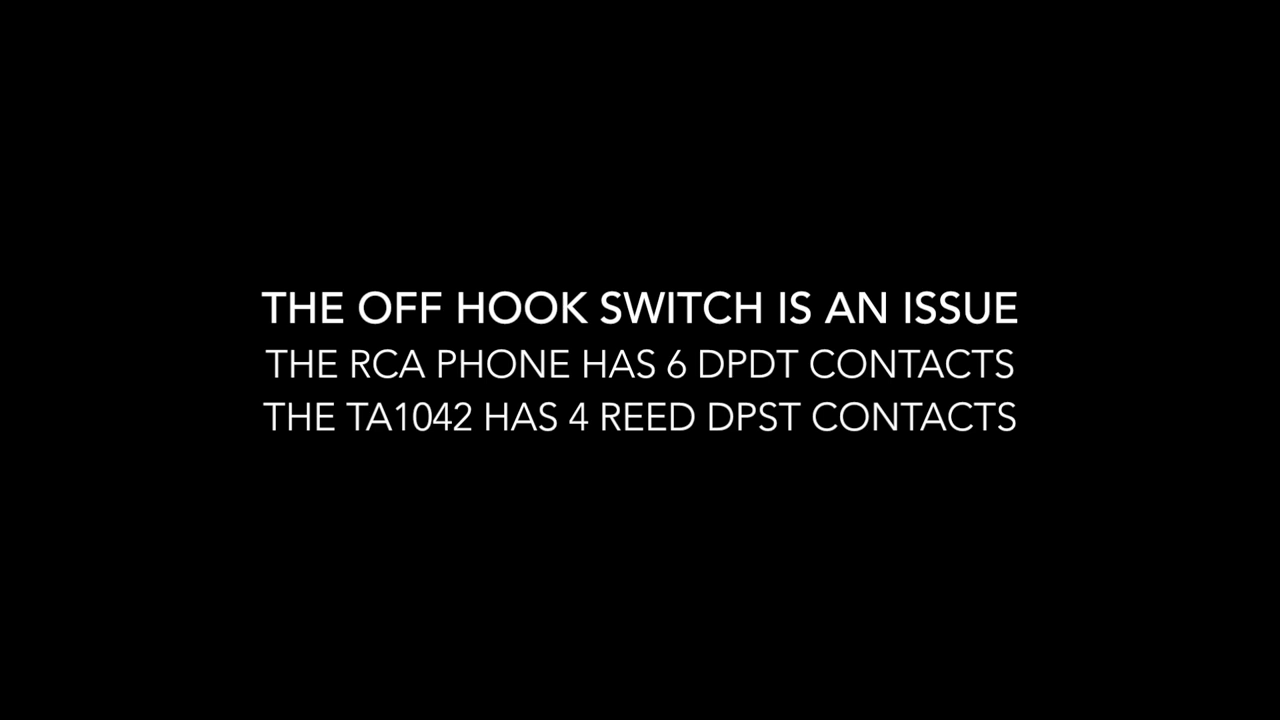 THE OFF HOOK SWITCH IS AN ISSUE
THE RCA PHONE HAS 6 DPDT CONTACTS
THE TA1042 HAS 4 REED DPST CONTACTS